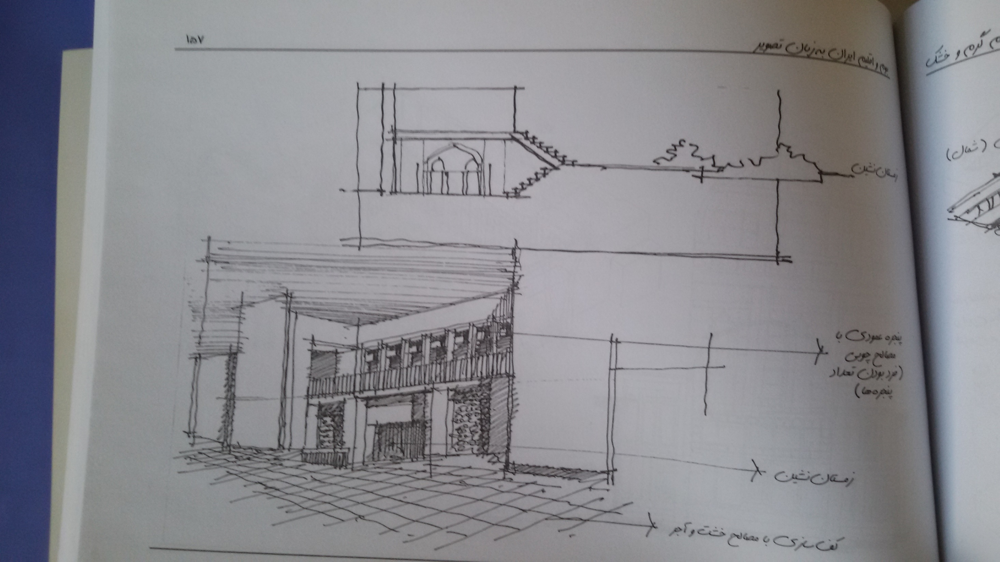 م گرم و خشک
(شمال)
بوم و اقلیم ایران به زبان تصویر
۱۵۷
زمستان نشین
پنجره عمودی با
مصالح چوبی
(فرد بودن تعداد
پنجره‌ها)
زمستان نشین
کف سازی با مصالح خشت و آجر